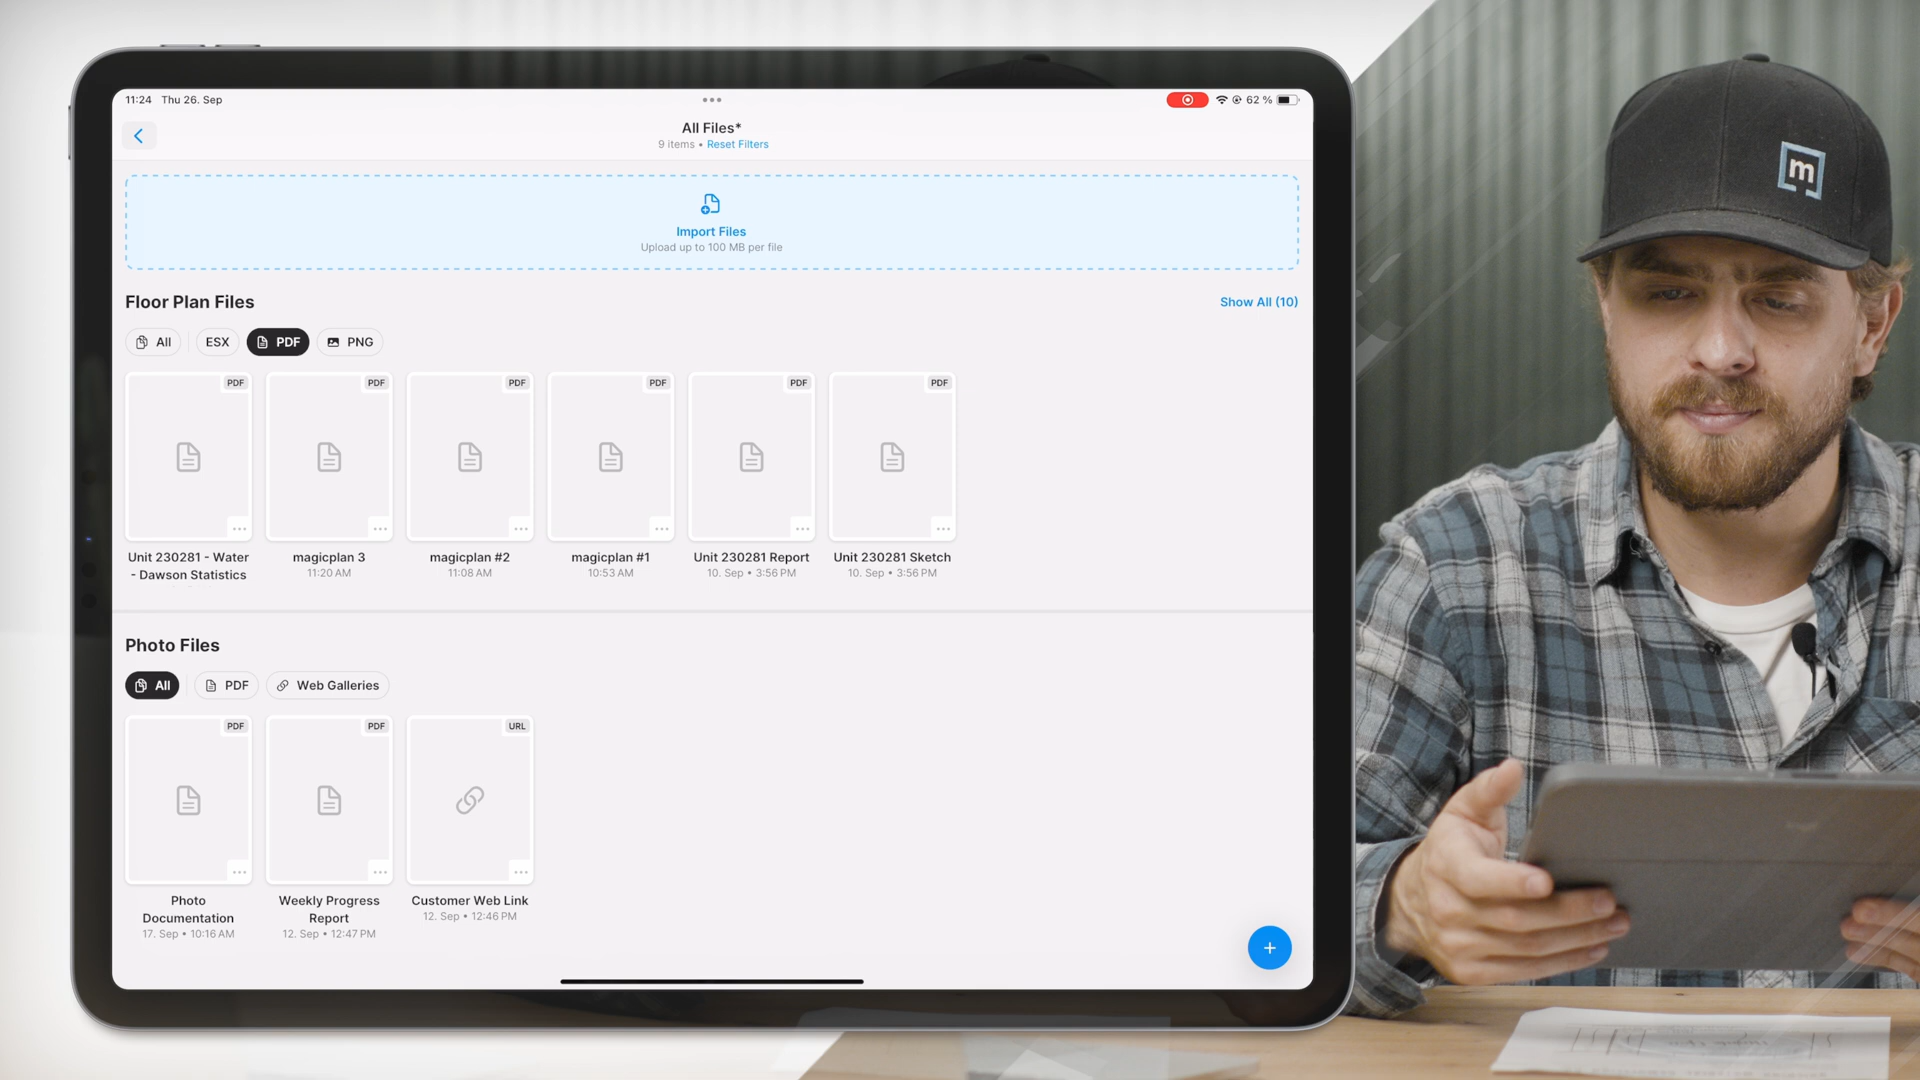 11:24 Thu 26. Sep
62 %
All Files*
9 items • Reset Filters
Import Files
Upload up to 100 MB per file
Floor Plan Files
Show All (10)
All
ESX
PDF
PNG
PDF
PDF
PDF
PDF
PDF
PDF
Unit 230281 - Water
- Dawson Statistics
magicplan 3
11:20 AM
magicplan #2
11:08 AM
magicplan #1
10:53 AM
Unit 230281 Report
10. Sep • 3:56 PM
Unit 230281 Sketch
10. Sep • 3:56 PM
Photo Files
All
PDF
Web Galleries
PDF
PDF
URL
Photo
Documentation
17. Sep • 10:16 AM
Weekly Progress
Report
12. Sep • 12:47 PM
Customer Web Link
12. Sep • 12:46 PM
m